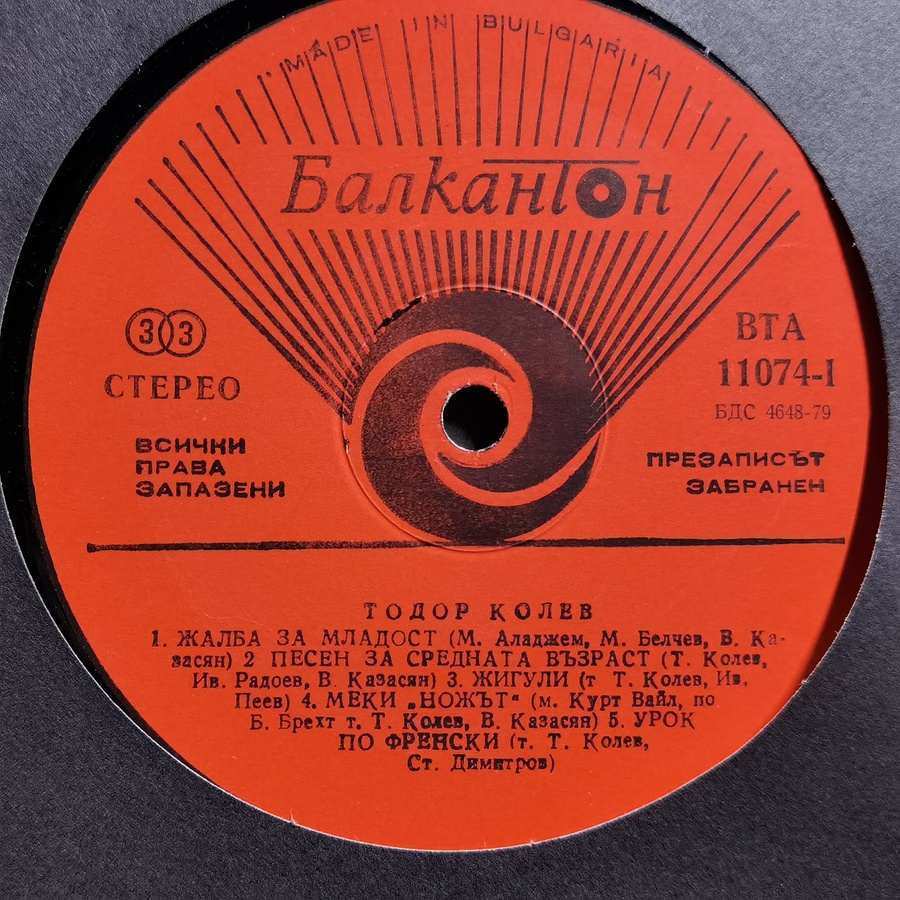 MADE IN BULGARIA
Балкантон
33
СТЕРЕО
ВТА
11074-I
БДС 4648-79
ВСИЧКИ
ПРАВА
ЗАПАЗЕНИ
ПРЕЗАПИСЪТ
ЗАБРАНЕН
ТОДОР КОЛЕВ
1. ЖАЛБА ЗА МЛАДОСТ (М. Аладжем, М. Белчев, В. Ка-
засян) 2 ПЕСЕН ЗА СРЕДНАТА ВЪЗРАСТ (Т. Колев,
Ив. Радоев, В. Казасян) 3. ЖИГУЛИ (т Т. Колев, Ив.
Пеев) 4. МЕКИ „НОЖЪТ“ (м. Курт Вайл, по
Б. Брехт т. Т. Колев, В. Казасян) 5. УРОК
ПО ФРЕНСКИ (т. Т. Колев,
Ст. Димитров)